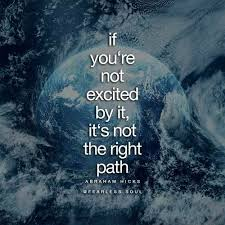 if
you're
not
excited
by it,
it's not
the right
path
ABRAHAM HICKS
@FEARLESS SOUL